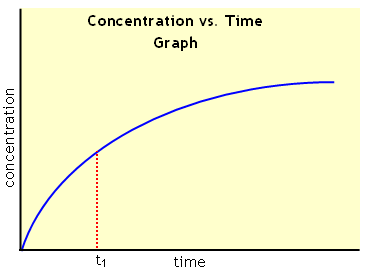 Concentration vs. Time
Graph
concentration
t₁
time